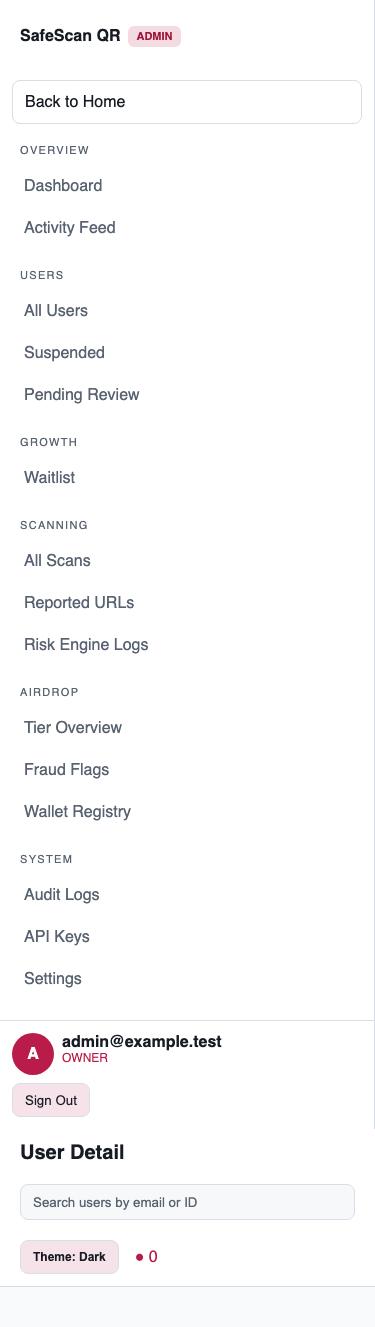 SafeScan QR ADMIN
Back to Home
OVERVIEW
Dashboard
Activity Feed
USERS
All Users
Suspended
Pending Review
GROWTH
Waitlist
SCANNING
All Scans
Reported URLs
Risk Engine Logs
AIRDROP
Tier Overview
Fraud Flags
Wallet Registry
SYSTEM
Audit Logs
API Keys
Settings
A admin@example.test
OWNER
Sign Out
User Detail
Search users by email or ID
Theme: Dark ● 0